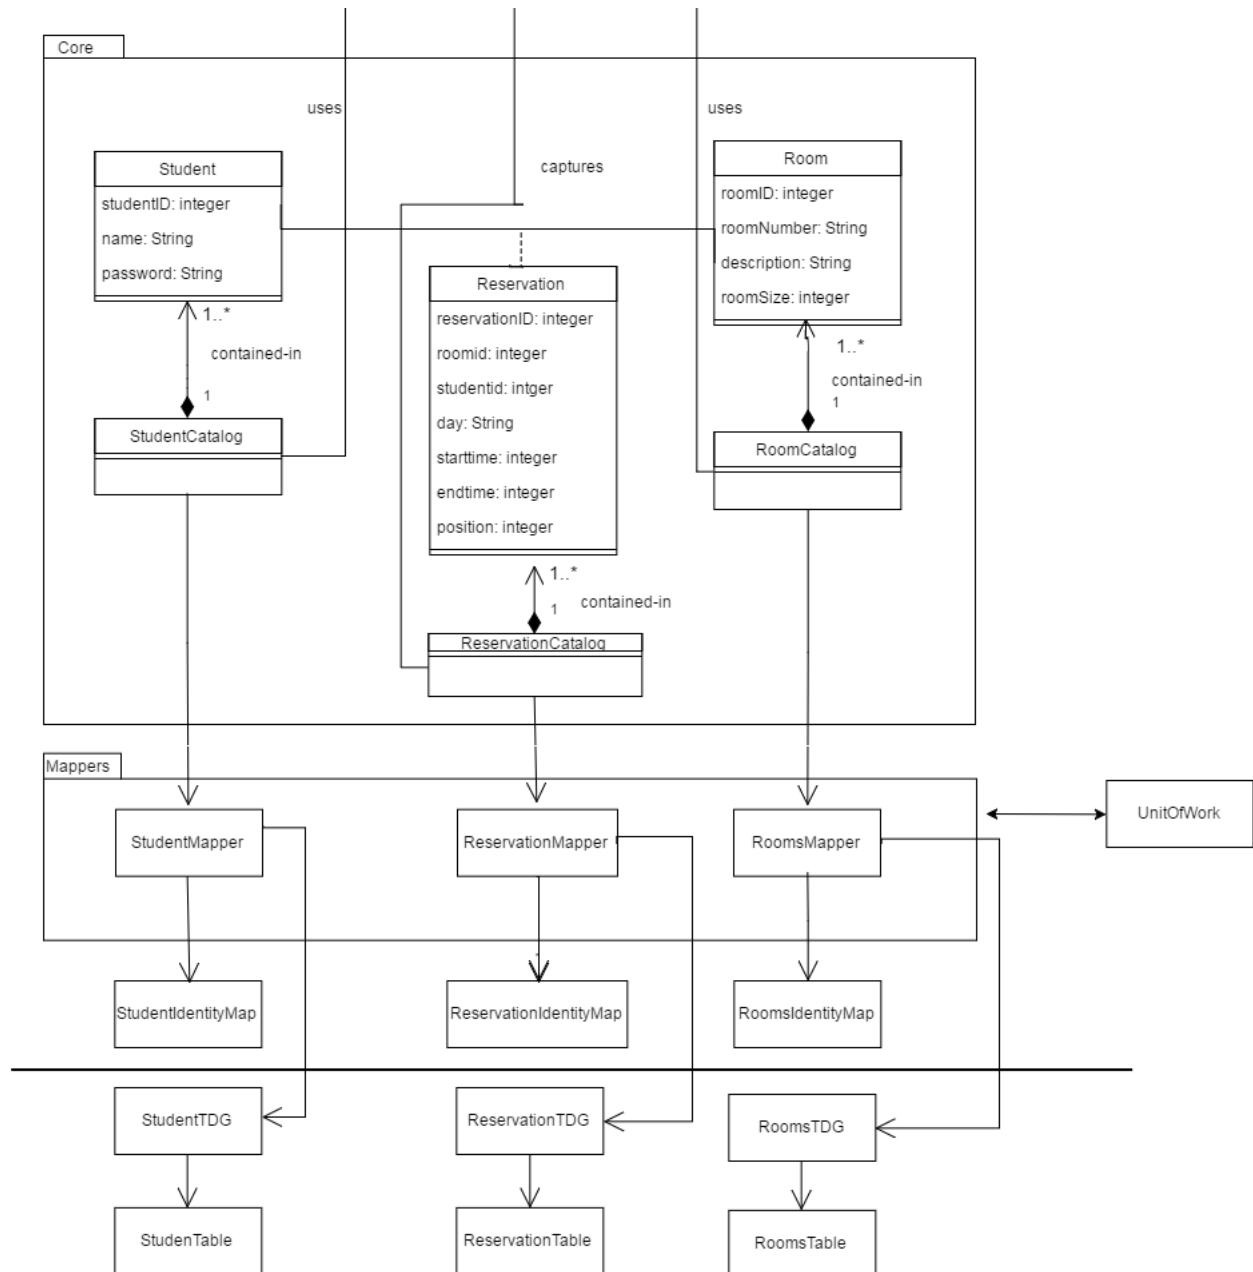 Core
uses
uses
captures
Student
studentID: integer
name: String
password: String
Room
roomID: integer
roomNumber: String
description: String
roomSize: integer
Reservation
reservationID: integer
roomid: integer
studentid: intger
day: String
starttime: integer
endtime: integer
position: integer
1..*
contained-in
1
StudentCatalog
1..*
contained-in
1
RoomCatalog
1..*
contained-in
1
ReservationCatalog
Mappers
StudentMapper
ReservationMapper
RoomsMapper
UnitOfWork
StudentIdentityMap
ReservationIdentityMap
RoomsIdentityMap
StudentTDG
ReservationTDG
RoomsTDG
StudenTable
ReservationTable
RoomsTable